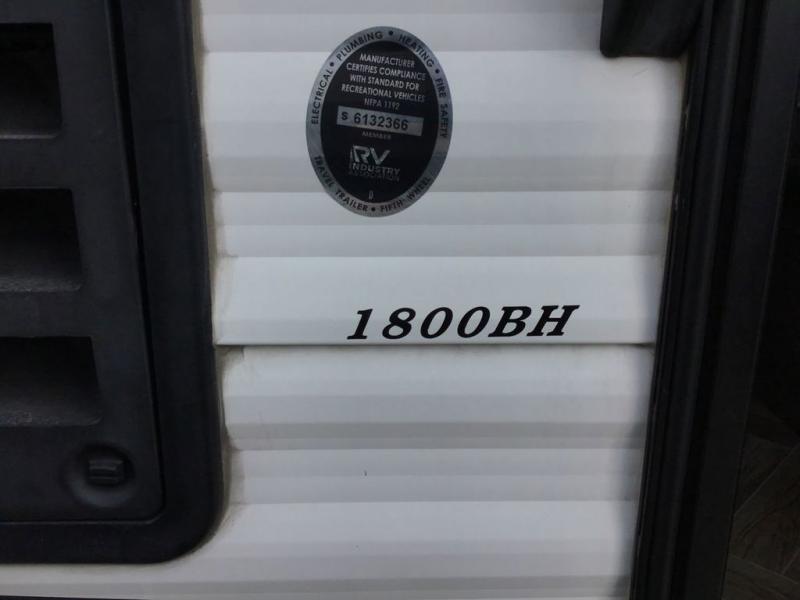 ELECTRICAL • PLUMBING • HEATING • FIRE SAFETY
MANUFACTURER
CERTIFIES COMPLIANCE
WITH STANDARD FOR
RECREATIONAL VEHICLES
NFPA 1192
S 6132366
MEMBER
RV
INDUSTRY
ASSOCIATION
D
TRAVEL TRAILER • FIFTH WHEEL
1800BH